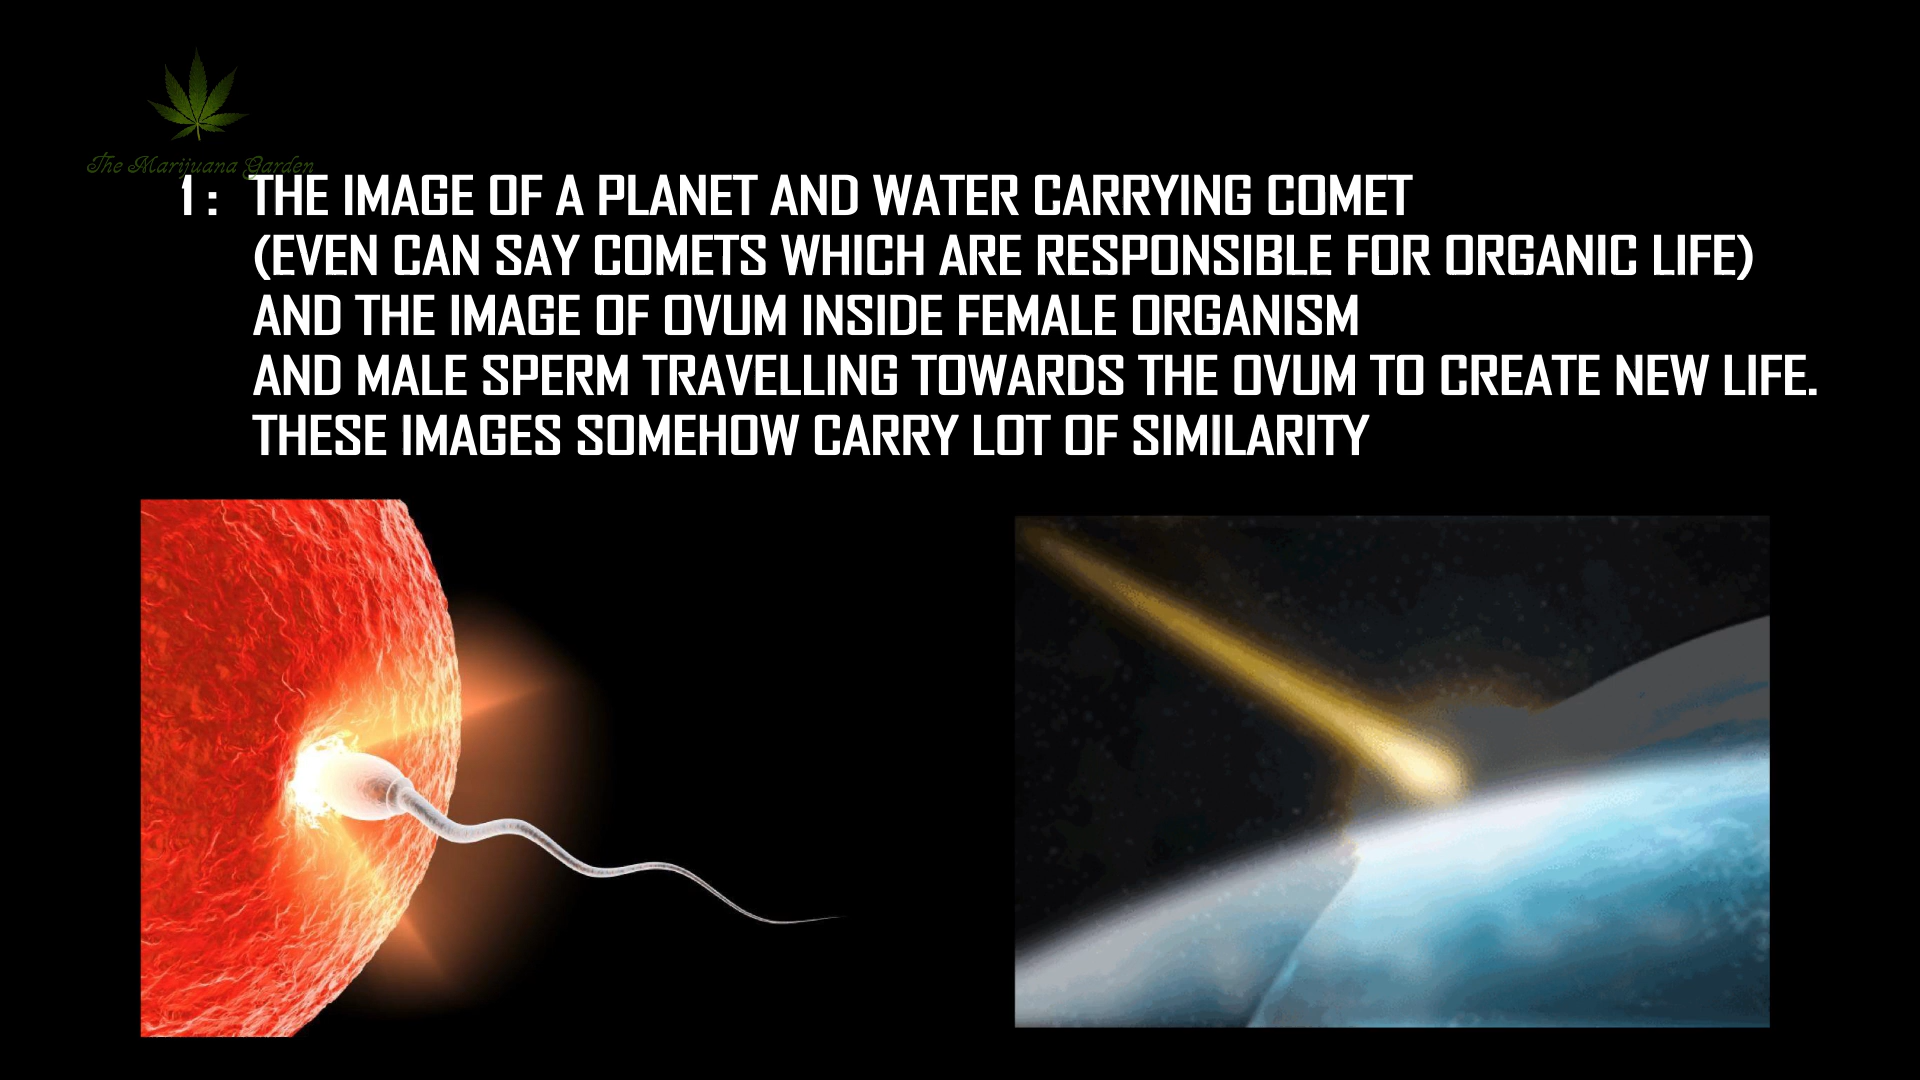 The Marijuana Garden
1: THE IMAGE OF A PLANET AND WATER CARRYING COMET
(EVEN CAN SAY COMETS WHICH ARE RESPONSIBLE FOR ORGANIC LIFE)
AND THE IMAGE OF OVUM INSIDE FEMALE ORGANISM
AND MALE SPERM TRAVELLING TOWARDS THE OVUM TO CREATE NEW LIFE.
THESE IMAGES SOMEHOW CARRY LOT OF SIMILARITY